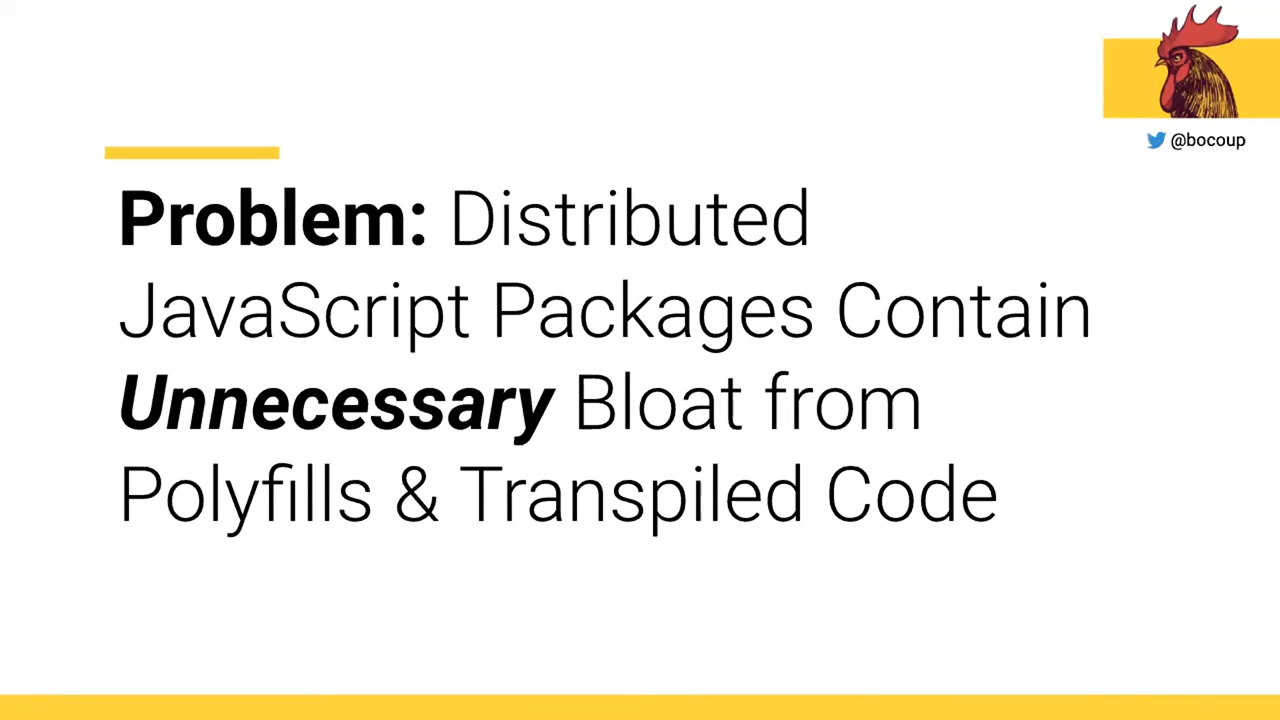 @bocoup
Problem: Distributed
JavaScript Packages Contain
Unnecessary Bloat from
Polyfills & Transpiled Code